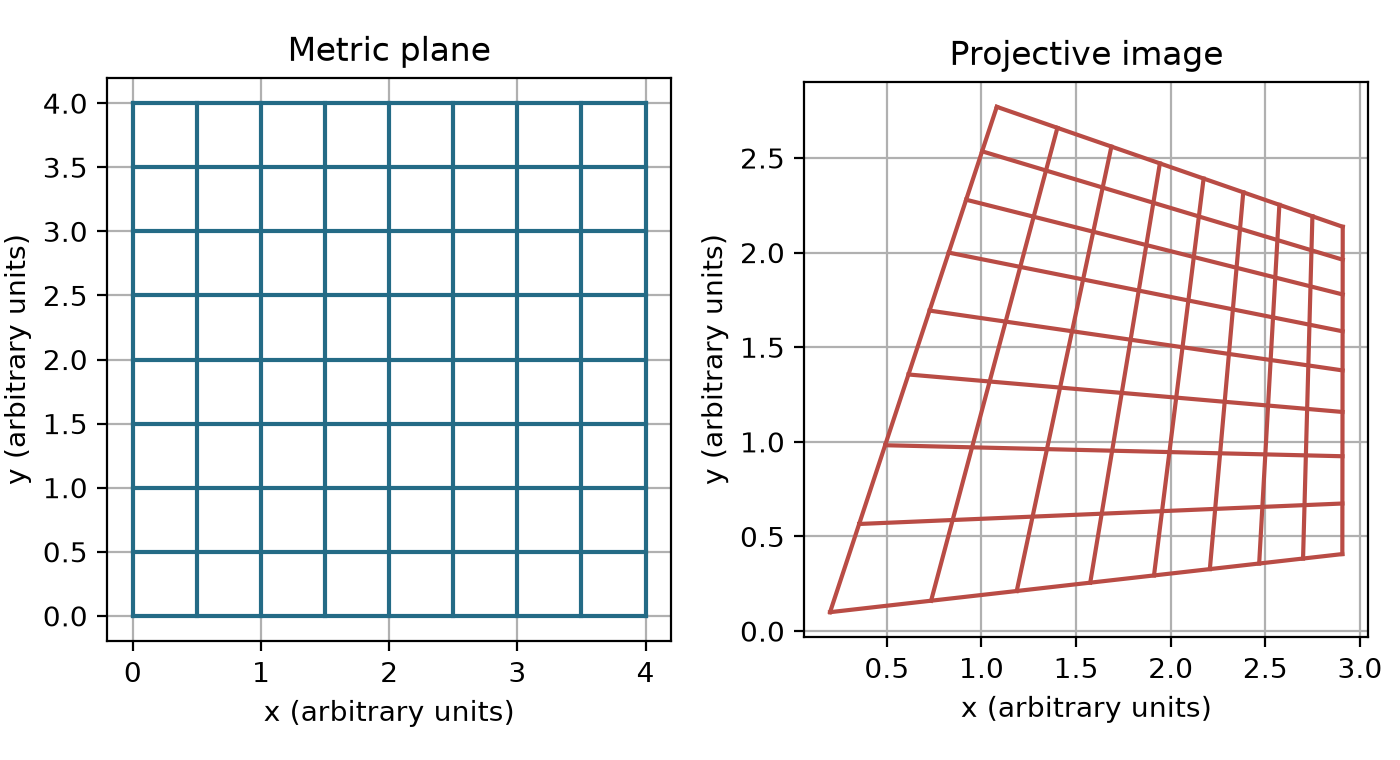 Metric plane
4.0
3.5
3.0
2.5
2.0
1.5
1.0
0.5
0.0
y (arbitrary units)
0 1 2 3 4
x (arbitrary units)
Projective image
2.5
2.0
1.5
1.0
0.5
0.0
y (arbitrary units)
0.5 1.0 1.5 2.0 2.5 3.0
x (arbitrary units)